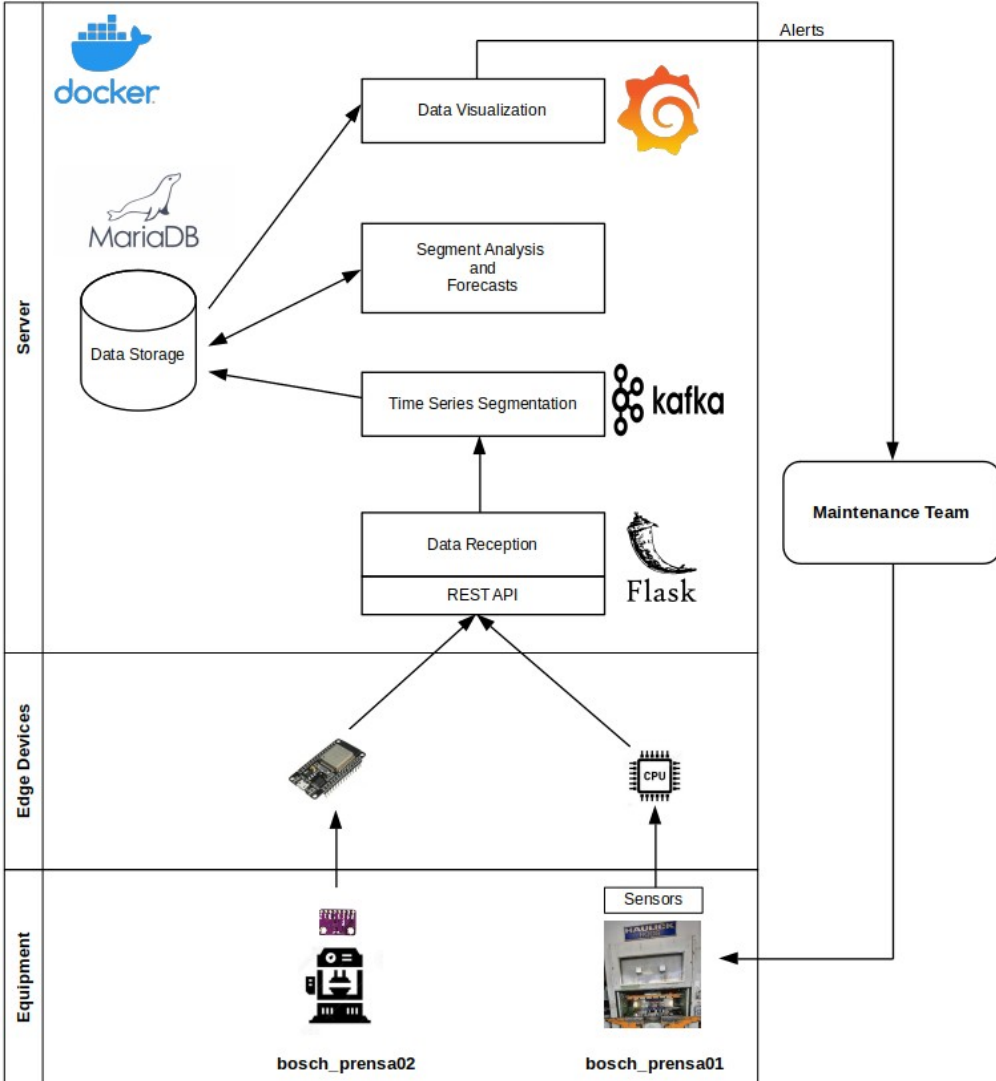 Alerts
docker
Data Visualization
MariaDB
Segment Analysis
and
Forecasts
Server
Data Storage
Time Series Segmentation
kafka
Maintenance Team
Data Reception
Flask
REST API
Edge Devices
CPU
Sensors
HAULICK
Equipment
bosch_prensa02
bosch_prensa01